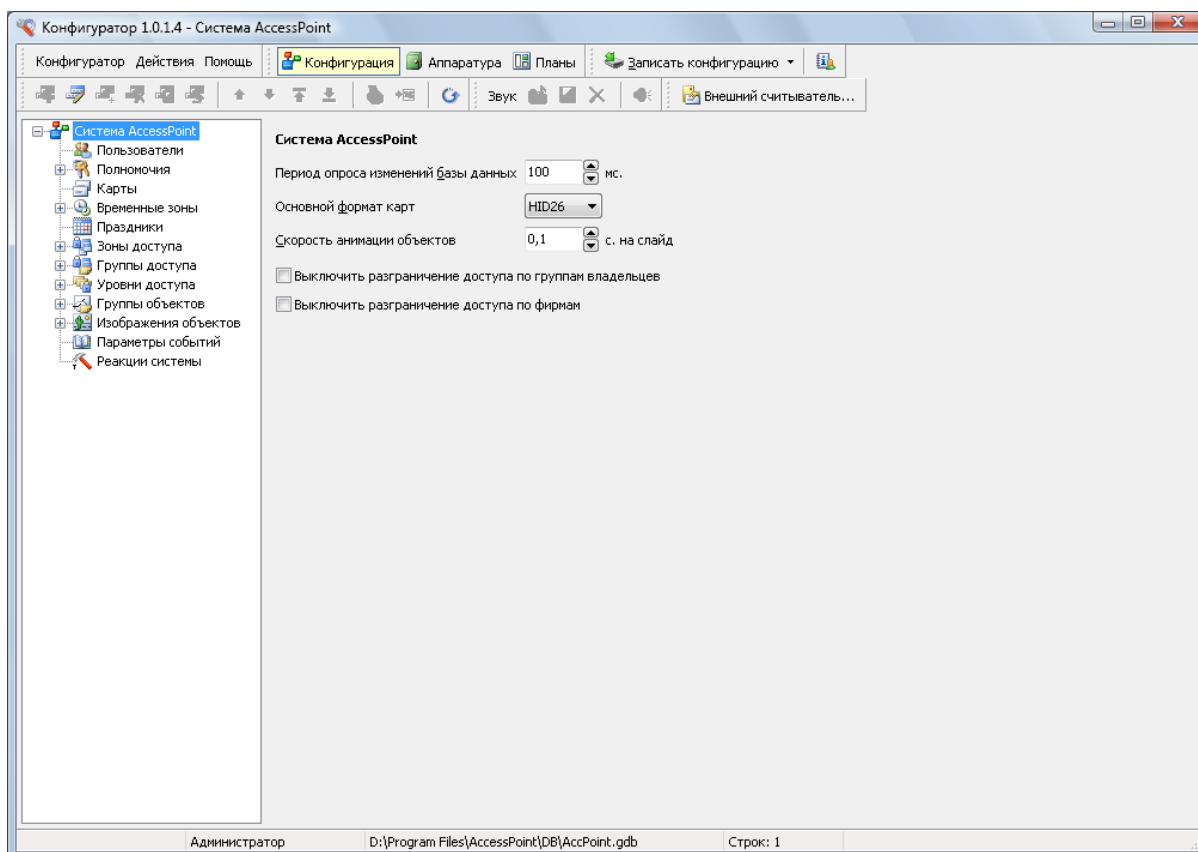 Конфигуратор 1.0.1.4 - Система AccessPoint
Конфигуратор Действия Помощь Конфигурация Аппаратура Планы Записать конфигурацию
Звук Внешний считыватель...
Система AccessPoint
Пользователи
Полномочия
Карты
Временные зоны
Праздники
Зоны доступа
Группы доступа
Уровни доступа
Группы объектов
Изображения объектов
Параметры событий
Реакции системы
Система AccessPoint
Период опроса изменений базы данных 100 мс.
Основной формат карт HID26
Скорость анимации объектов 0,1 с. на слайд
Выключить разграничение доступа по группам владельцев
Выключить разграничение доступа по фирмам
Администратор D:\Program Files\AccessPoint\DB\AccPoint.gdb Строк: 1